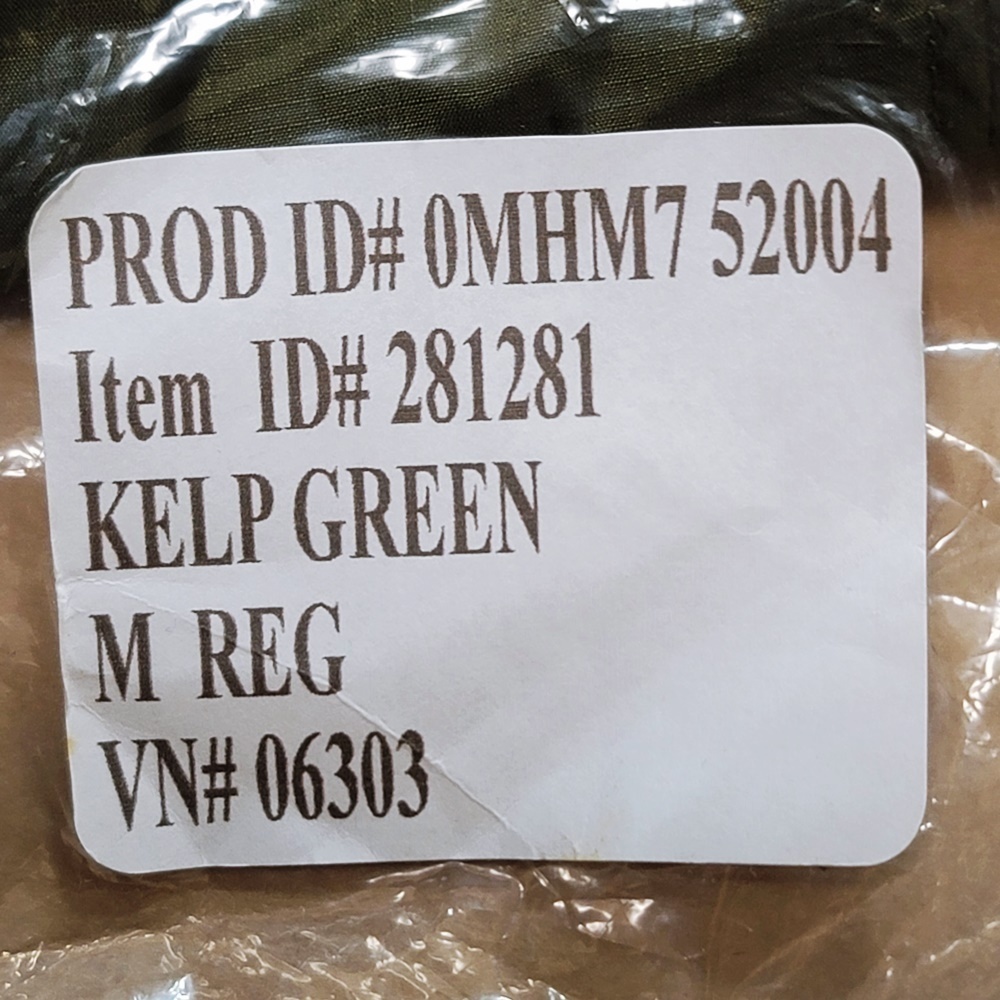 PROD ID# 0MHM7 52004
Item ID# 281281
KELP GREEN
M REG
VN# 06303